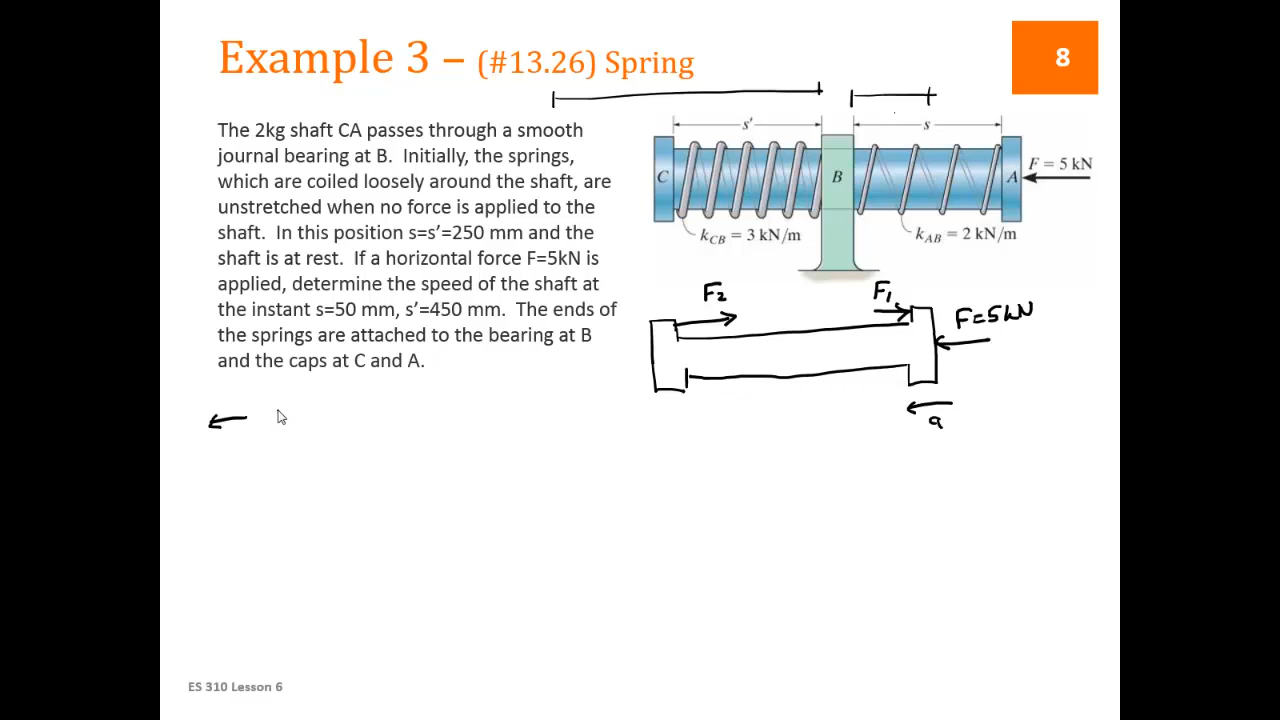 Example 3 – (#13.26) Spring
8
The 2kg shaft CA passes through a smooth
journal bearing at B. Initially, the springs,
which are coiled loosely around the shaft, are
unstretched when no force is applied to the
shaft. In this position s=s’=250 mm and the
shaft is at rest. If a horizontal force F=5kN is
applied, determine the speed of the shaft at
the instant s=50 mm, s’=450 mm. The ends of
the springs are attached to the bearing at B
and the caps at C and A.
s' s
C B A F = 5 kN
k_CB = 3 kN/m k_AB = 2 kN/m
F₂ F₁ F=5kN
a
ES 310 Lesson 6